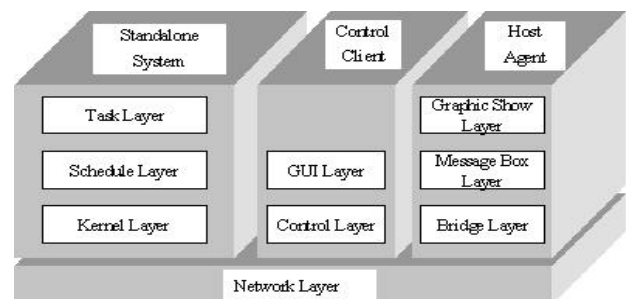 Standalone
System
Control
Client
Host
Agent
Task Layer
Schedule Layer
Kernel Layer
GUI Layer
Control Layer
Graphic Show
Layer
Message Box
Layer
Bridge Layer
Network Layer